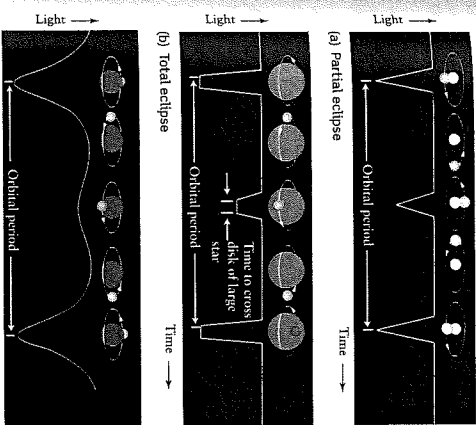 Light →
Orbital period
Time →
(a) Partial eclipse
Light →
Orbital period
Time to cross
disk of large
star
Time →
(b) Total eclipse
Light →
Orbital period
Time →